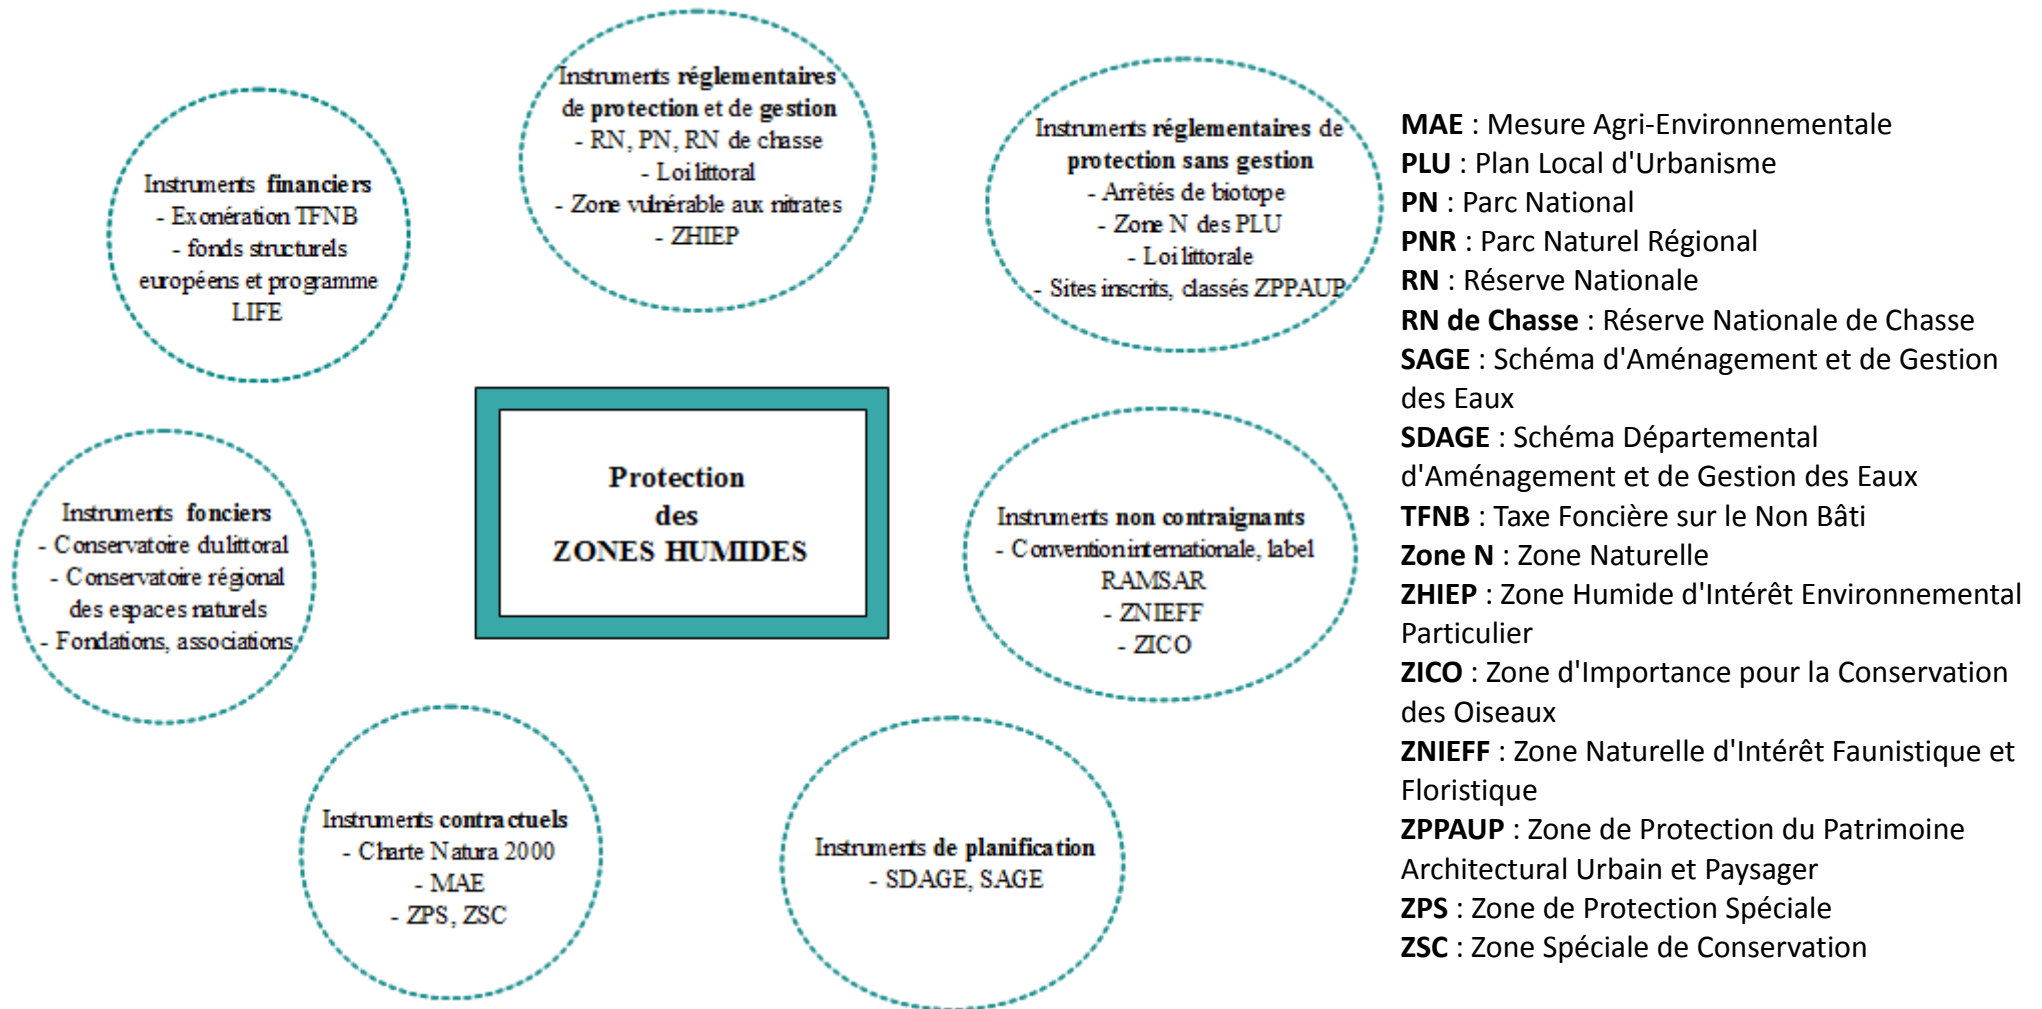 Instruments réglementaires
de protection et de gestion
- RN, PN, RN de chasse
- Loi littoral
- Zone vulnérable aux nitrates
- ZHIEP
Instruments réglementaires de
protection sans gestion
- Arrêtés de biotope
- Zone N des PLU
- Loi littorale
- Sites inscrits, classés ZPPAUP
Instruments financiers
- Exonération TFNB
- fonds structurels
européens et programme
LIFE
Protection
des
ZONES HUMIDES
Instruments fonciers
- Conservatoire du littoral
- Conservatoire régional
des espaces naturels
- Fondations, associations
Instruments non contraignants
- Convention internationale, label
RAMSAR
- ZNIEFF
- ZICO
Instruments contractuels
- Charte Natura 2000
- MAE
- ZPS, ZSC
Instruments de planification
- SDAGE, SAGE
MAE : Mesure Agri-Environnementale
PLU : Plan Local d'Urbanisme
PN : Parc National
PNR : Parc Naturel Régional
RN : Réserve Nationale
RN de Chasse : Réserve Nationale de Chasse
SAGE : Schéma d'Aménagement et de Gestion
des Eaux
SDAGE : Schéma Départemental
d'Aménagement et de Gestion des Eaux
TFNB : Taxe Foncière sur le Non Bâti
Zone N : Zone Naturelle
ZHIEP : Zone Humide d'Intérêt Environnemental
Particulier
ZICO : Zone d'Importance pour la Conservation
des Oiseaux
ZNIEFF : Zone Naturelle d'Intérêt Faunistique et
Floristique
ZPPAUP : Zone de Protection du Patrimoine
Architectural Urbain et Paysager
ZPS : Zone de Protection Spéciale
ZSC : Zone Spéciale de Conservation